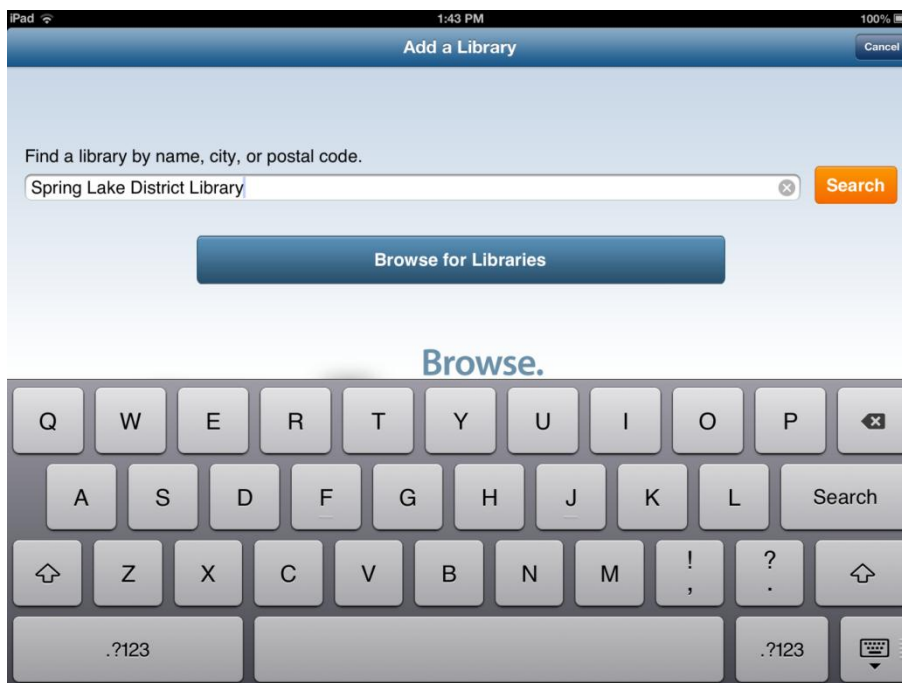 iPad 1:43 PM 100%
Add a Library Cancel
Find a library by name, city, or postal code.
Spring Lake District Library Search
Browse for Libraries
Browse.
Q W E R T Y U I O P
A S D F G H J K L Search
Z X C V B N M ! , ? .
.?123 .?123